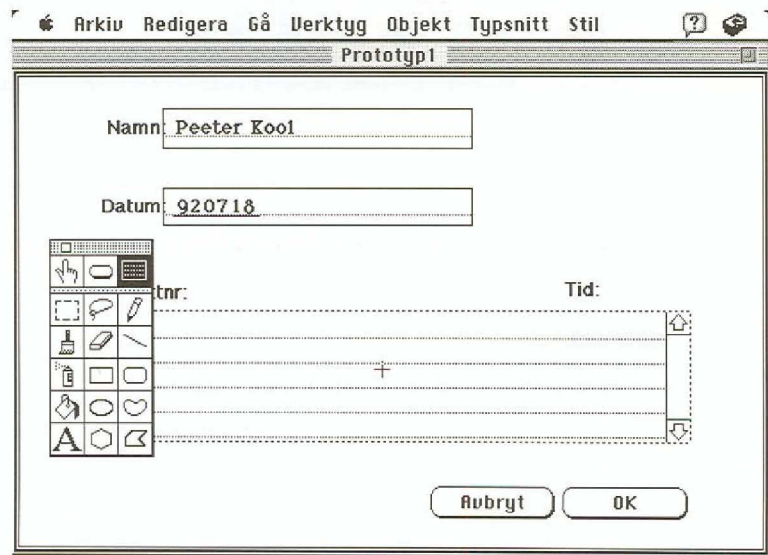 Arkiv Redigera Gå Verktyg Objekt Typsnitt Stil
Prototyp1
Namn: Peeter Kool
Datum: 920718
tnr: Tid:
A
Avbryt OK